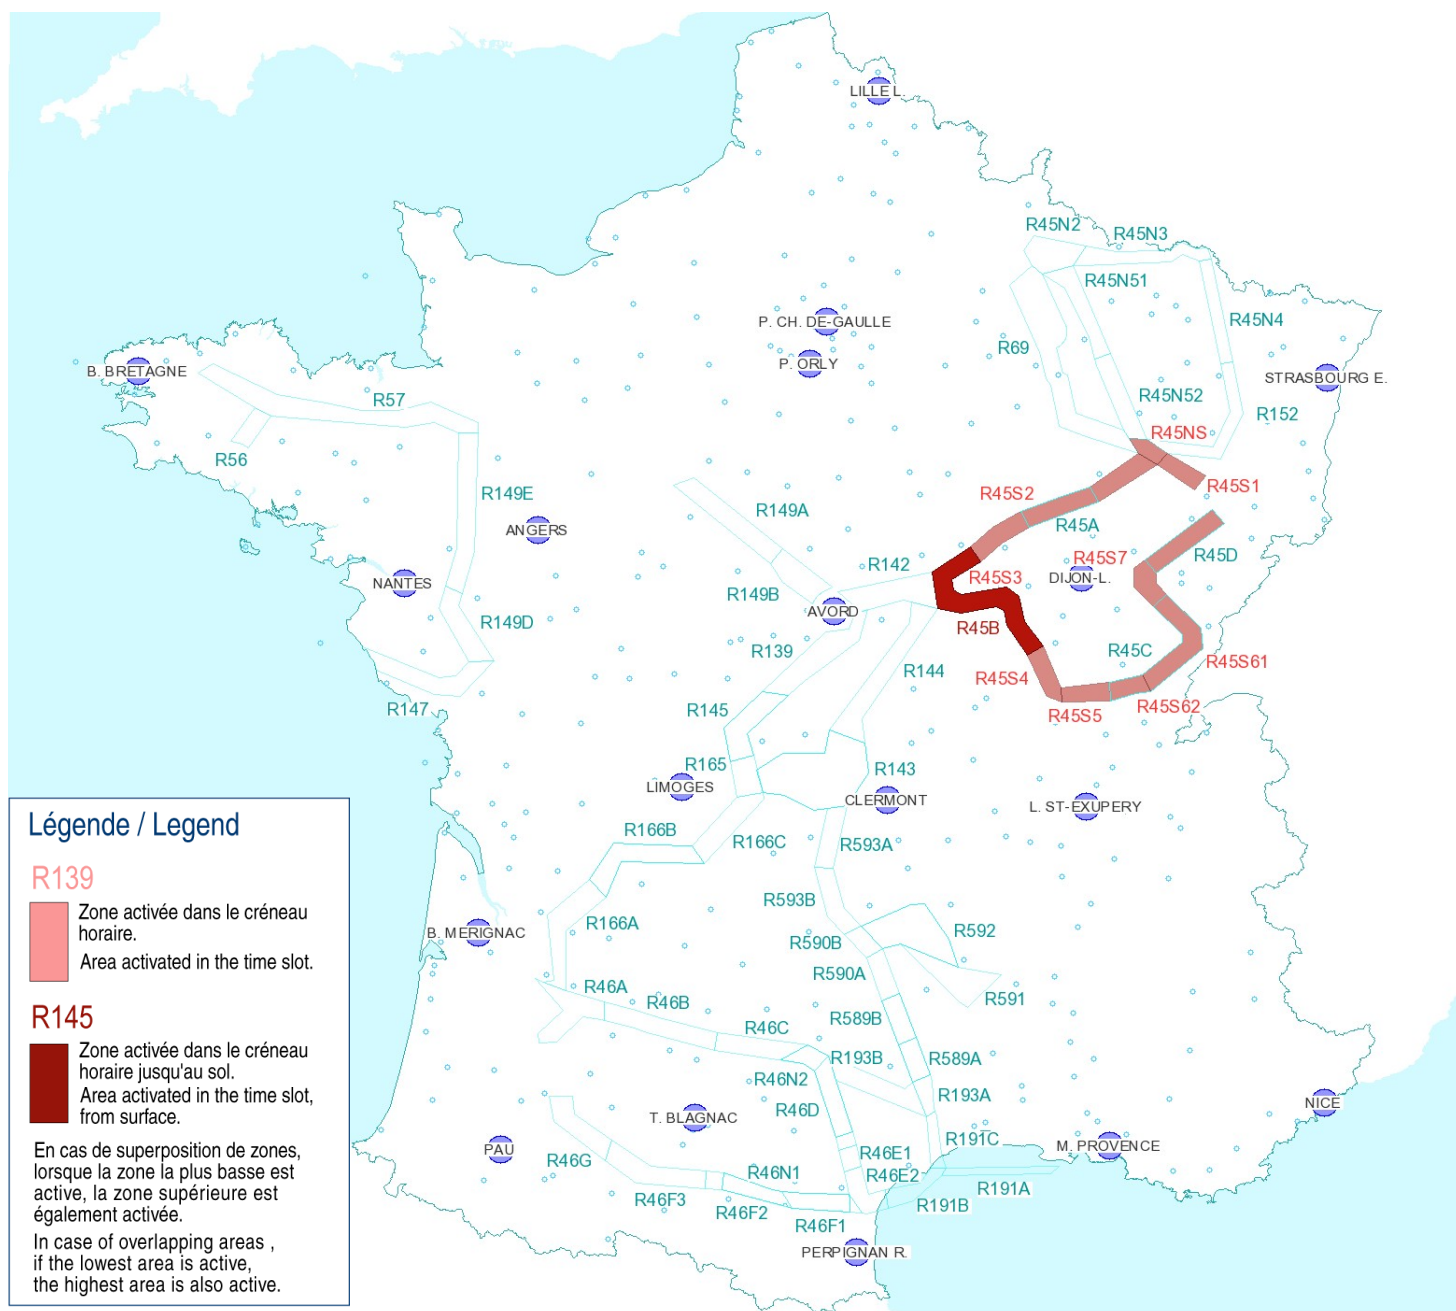 LILLE L.
R45N2
R45N3
R45N51
P. CH. DE-GAULLE
R45N4
R69
P. ORLY
B. BRETAGNE
STRASBOURG E.
R57
R45N52
R152
R45NS
R56
R45S1
R149E
R45S2
R149A
R45A
ANGERS
R45S7
R45D
R142
R45S3
DIJON-L.
NANTES
R149B
AVORD
R149D
R45B
R139
R45C
R45S61
R144
R45S4
R147
R145
R45S5
R45S62
R165
R143
LIMOGES
CLERMONT
L. ST-EXUPERY
R166B
R166C
R593A
R593B
R166A
B. MERIGNAC
R592
R590B
R590A
R46A
R46B
R591
R46C
R589B
R193B
R589A
R46N2
R193A
R46D
T. BLAGNAC
NICE
PAU
R191C
M. PROVENCE
R46G
R46E1
R46N1
R46E2
R191A
R46F3
R46F2
R46F1
R191B
PERPIGNAN R.
Légende / Legend
R139
Zone activée dans le créneau
horaire.
Area activated in the time slot.
R145
Zone activée dans le créneau
horaire jusqu'au sol.
Area activated in the time slot,
from surface.
En cas de superposition de zones,
lorsque la zone la plus basse est
active, la zone supérieure est
également activée.
In case of overlapping areas ,
if the lowest area is active,
the highest area is also active.